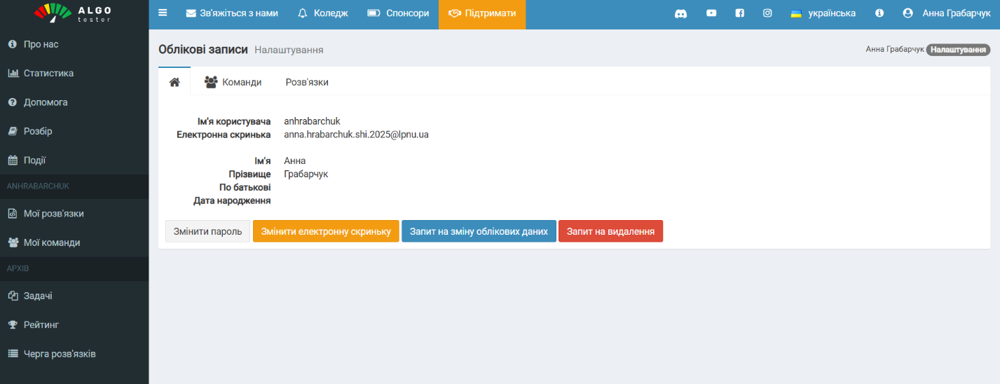 ALGO
tester
Зв'яжіться з нами
Коледж
Спонсори
Підтримати
українська
Анна Грабарчук
Про нас
Статистика
Допомога
Розбір
Події
ANHRABARCHUK
Мої розв'язки
Мої команди
АРХІВ
Задачі
Рейтинг
Черга розв'язків
Облікові записи Налаштування
Анна Грабарчук Налаштування
Команди
Розв'язки
Ім'я користувача anhrabarchuk
Електронна скринька anna.hrabarchuk.shi.2025@lpnu.ua
Ім'я Анна
Прізвище Грабарчук
По батькові
Дата народження
Змінити пароль
Змінити електронну скриньку
Запит на зміну облікових даних
Запит на видалення